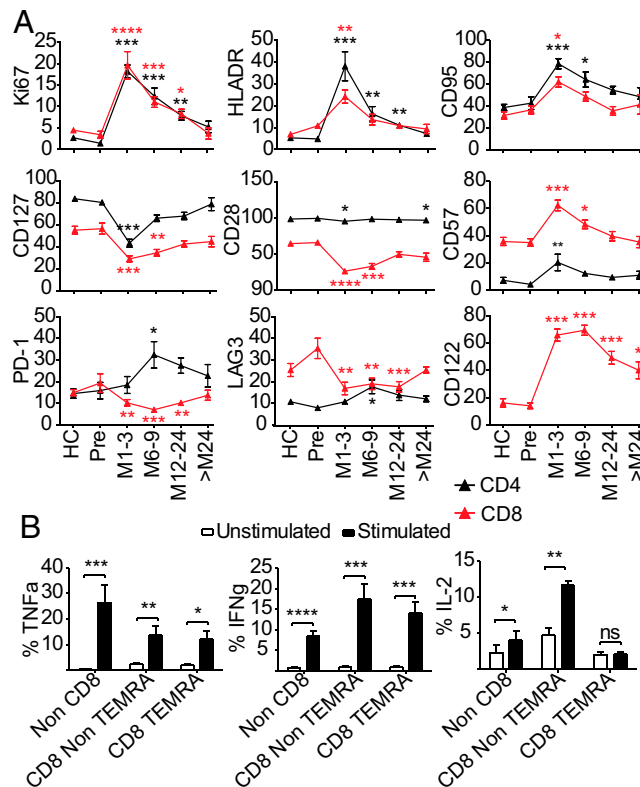 A
Ki67
25
20
15
10
5
0
****
***
***
***
*
**
HLADR
50
40
30
20
10
0
**
***
**
**
CD95
100
80
60
40
20
0
*
***
*
CD127
100
80
60
40
20
0
***
***
**
CD28
150
100
50
90
*
*
****
***
CD57
80
60
40
20
0
***
*
**
PD-1
50
40
30
20
10
0
*
**
***
**
HC
Pre
M1-3
M6-9
M12-24
>M24
LAG3
50
40
30
20
10
0
**
**
***
*
HC
Pre
M1-3
M6-9
M12-24
>M24
CD122
80
60
40
20
0
***
***
***
*
HC
Pre
M1-3
M6-9
M12-24
>M24
CD4
CD8
B
Unstimulated
Stimulated
% TNFa
40
30
20
10
***
**
*
Non CD8
CD8 Non TEMRA
CD8 TEMRA
% IFNg
25
20
15
10
5
****
***
***
Non CD8
CD8 Non TEMRA
CD8 TEMRA
% IL-2
15
10
5
*
**
ns
Non CD8
CD8 Non TEMRA
CD8 TEMRA